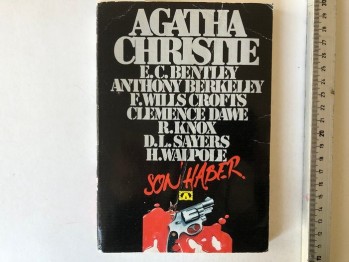 AGATHA
CHRISTIE
E.C. BENTLEY
ANTHONY BERKELEY
F. WILLS CROFTS
CLEMENCE DAWE
R. KNOX
D.L. SAYERS
H. WALPOLE
SON HABER